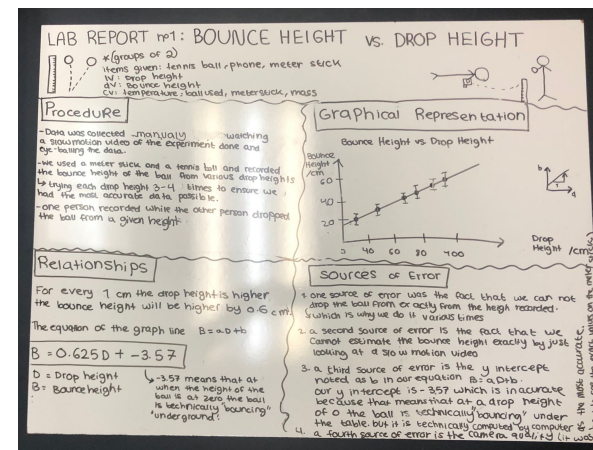 LAB REPORT nº1: BOUNCE HEIGHT vs. DROP HEIGHT
*(groups of 2)
items given: tennis ball, phone, meter stick
IV: Drop height
dV: Bounce height
CV: temperature, ball used, meterstick, mass
Procedure
-Data was collected manualy watching
a slowmotion video of the experiment done and
eye-balling the data.
-we used a meter stick and a tennis ball and recorded
the bounce height of the ball from various drop heights
↳ trying each drop height 3-4 times to ensure we
had the most accurate data possible.
-one person recorded while the other person dropped
the ball from a given height.
Graphical Representation
Bounce Height vs Drop Height
Bounce
Height
/cm
60
40
20
40 60 80 100
Drop
Height /cm
b
1
d
Relationships
For every 1 cm the drop height is higher
the bounce height will be higher by 0.6 cm.
The equation of the graph line B=aD+b
B = 0.625D + -3.57
D = Drop height
B = Bounce height
↳ -3.57 means that at
when the height of the
ball is at zero the ball
is technically "bouncing"
"underground".
Sources of Error
1. one source of error was the fact that we can not
drop the ball from exactly from the heigh recorded.
↳ which is why we do it various times
2. a second source of error is the fact that we
cannot estimate the bounce height exactly by just
looking at a slow motion video
3. a third source of error is the y intercept
noted as b in our equation B=aD+b.
our y intercept is -3.57 which is inacurate
because that means that at a drop height
of 0 the ball is technically "bouncing" under
the table. but it is technically computed by computer
4. a fourth source of error is the camera quality (it was
the most accurate,